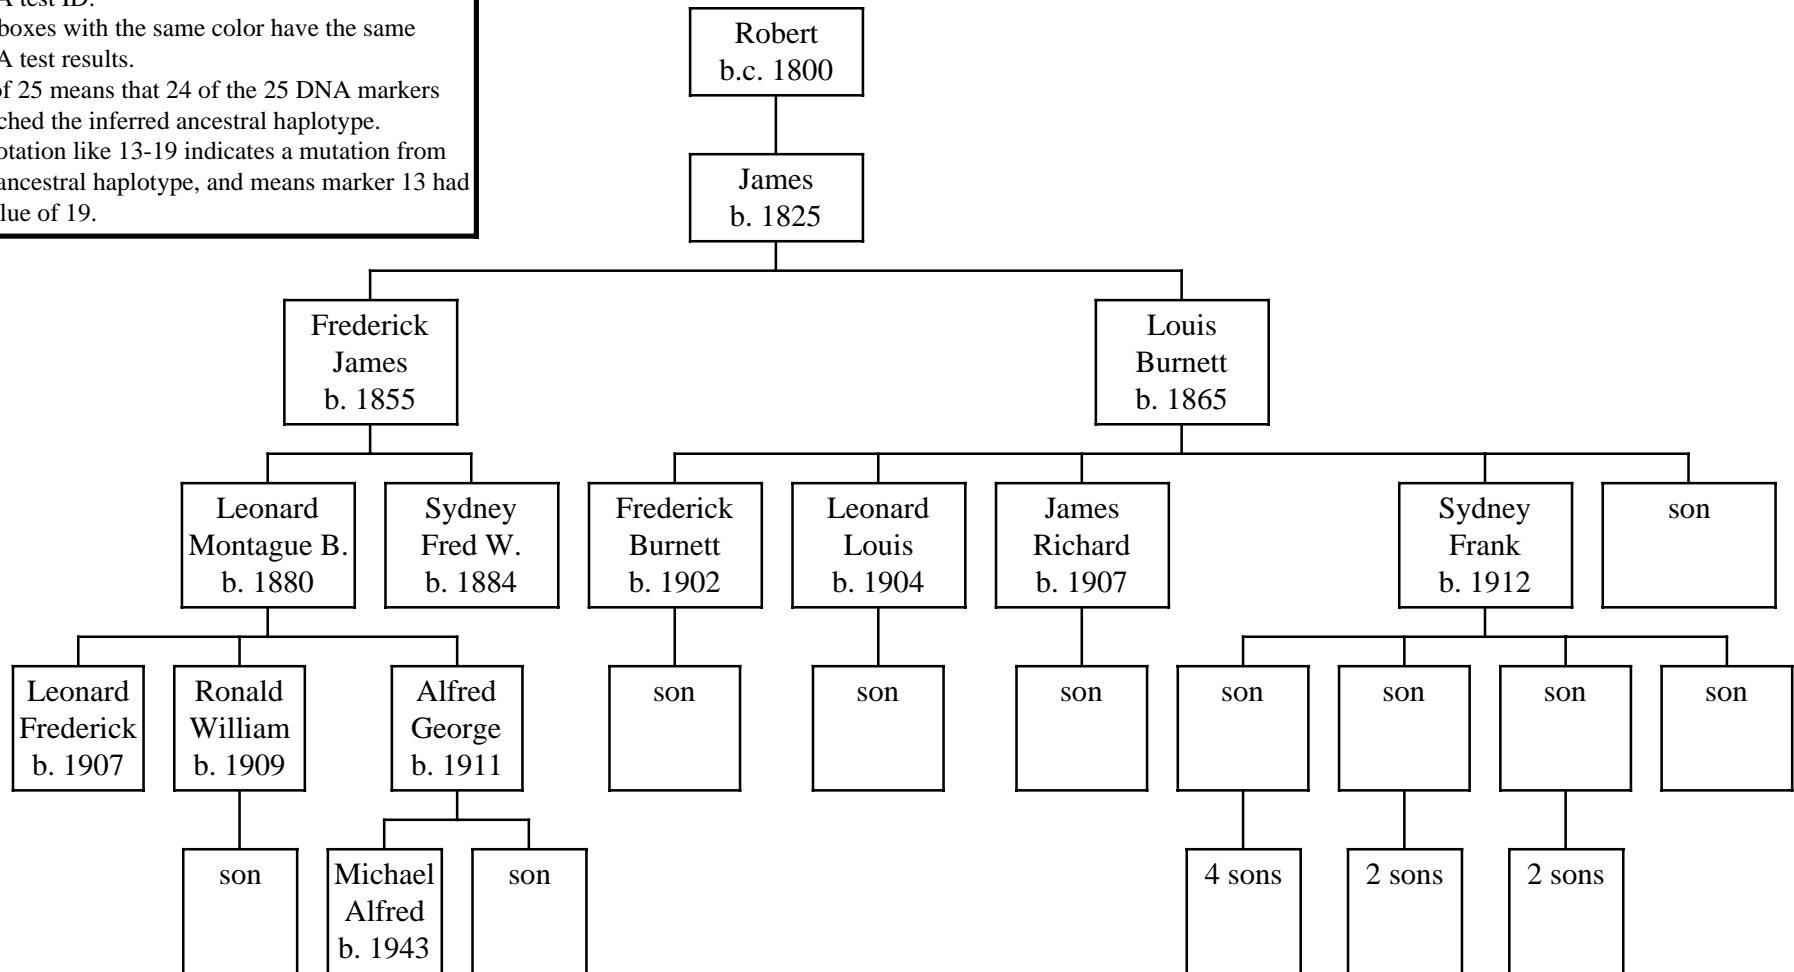 A test ID.
boxes with the same color have the same
A test results.
of 25 means that 24 of the 25 DNA markers
ched the inferred ancestral haplotype.
otation like 13-19 indicates a mutation from
ancestral haplotype, and means marker 13 had
lue of 19.
Robert
b.c. 1800
James
b. 1825
Frederick
James
b. 1855
Louis
Burnett
b. 1865
Leonard
Montague B.
b. 1880
Sydney
Fred W.
b. 1884
Frederick
Burnett
b. 1902
Leonard
Louis
b. 1904
James
Richard
b. 1907
Sydney
Frank
b. 1912
son
Leonard
Frederick
b. 1907
Ronald
William
b. 1909
Alfred
George
b. 1911
son
son
son
son
son
son
son
son
Michael
Alfred
b. 1943
son
4 sons
2 sons
2 sons